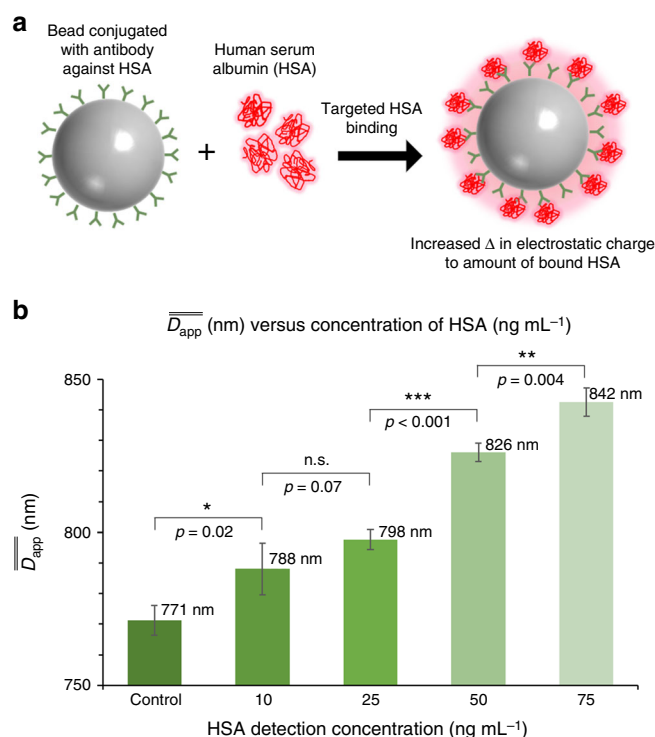 a
Bead conjugated
with antibody
against HSA
+
Human serum
albumin (HSA)
Targeted HSA
binding
Increased Δ in electrostatic charge
to amount of bound HSA
b
D̿app (nm) versus concentration of HSA (ng mL⁻¹)
D̿app (nm)
850
800
750
771 nm
788 nm
798 nm
826 nm
842 nm
*
p = 0.02
n.s.
p = 0.07
***
p < 0.001
**
p = 0.004
Control 10 25 50 75
HSA detection concentration (ng mL⁻¹)